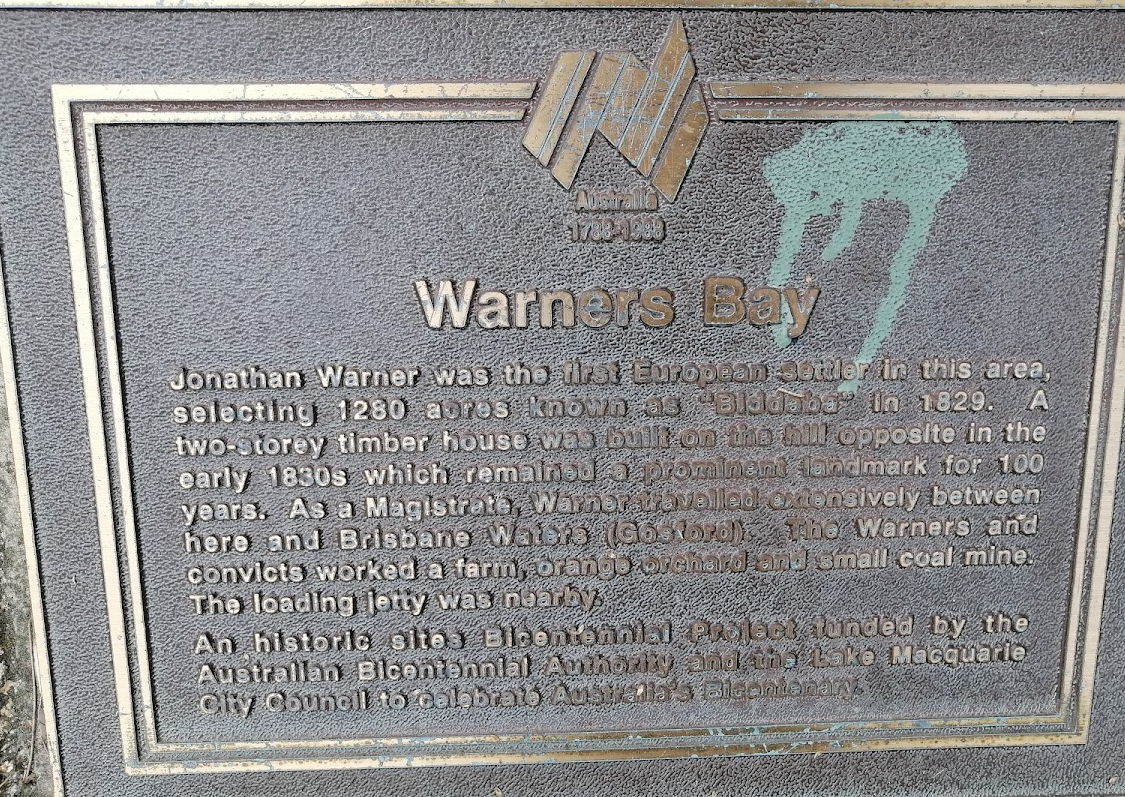 Australia
1788-1988
Warners Bay
Jonathan Warner was the first European settler in this area,
selecting 1280 acres known as "Biddaba" in 1829. A
two-storey timber house was built on the hill opposite in the
early 1830s which remained a prominent landmark for 100
years. As a Magistrate, Warner travelled extensively between
here and Brisbane Waters (Gosford). The Warners and
convicts worked a farm, orange orchard and small coal mine.
The loading jetty was nearby.
An historic sites Bicentennial Project funded by the
Australian Bicentennial Authority and the Lake Macquarie
City Council to celebrate Australia's Bicentenary.